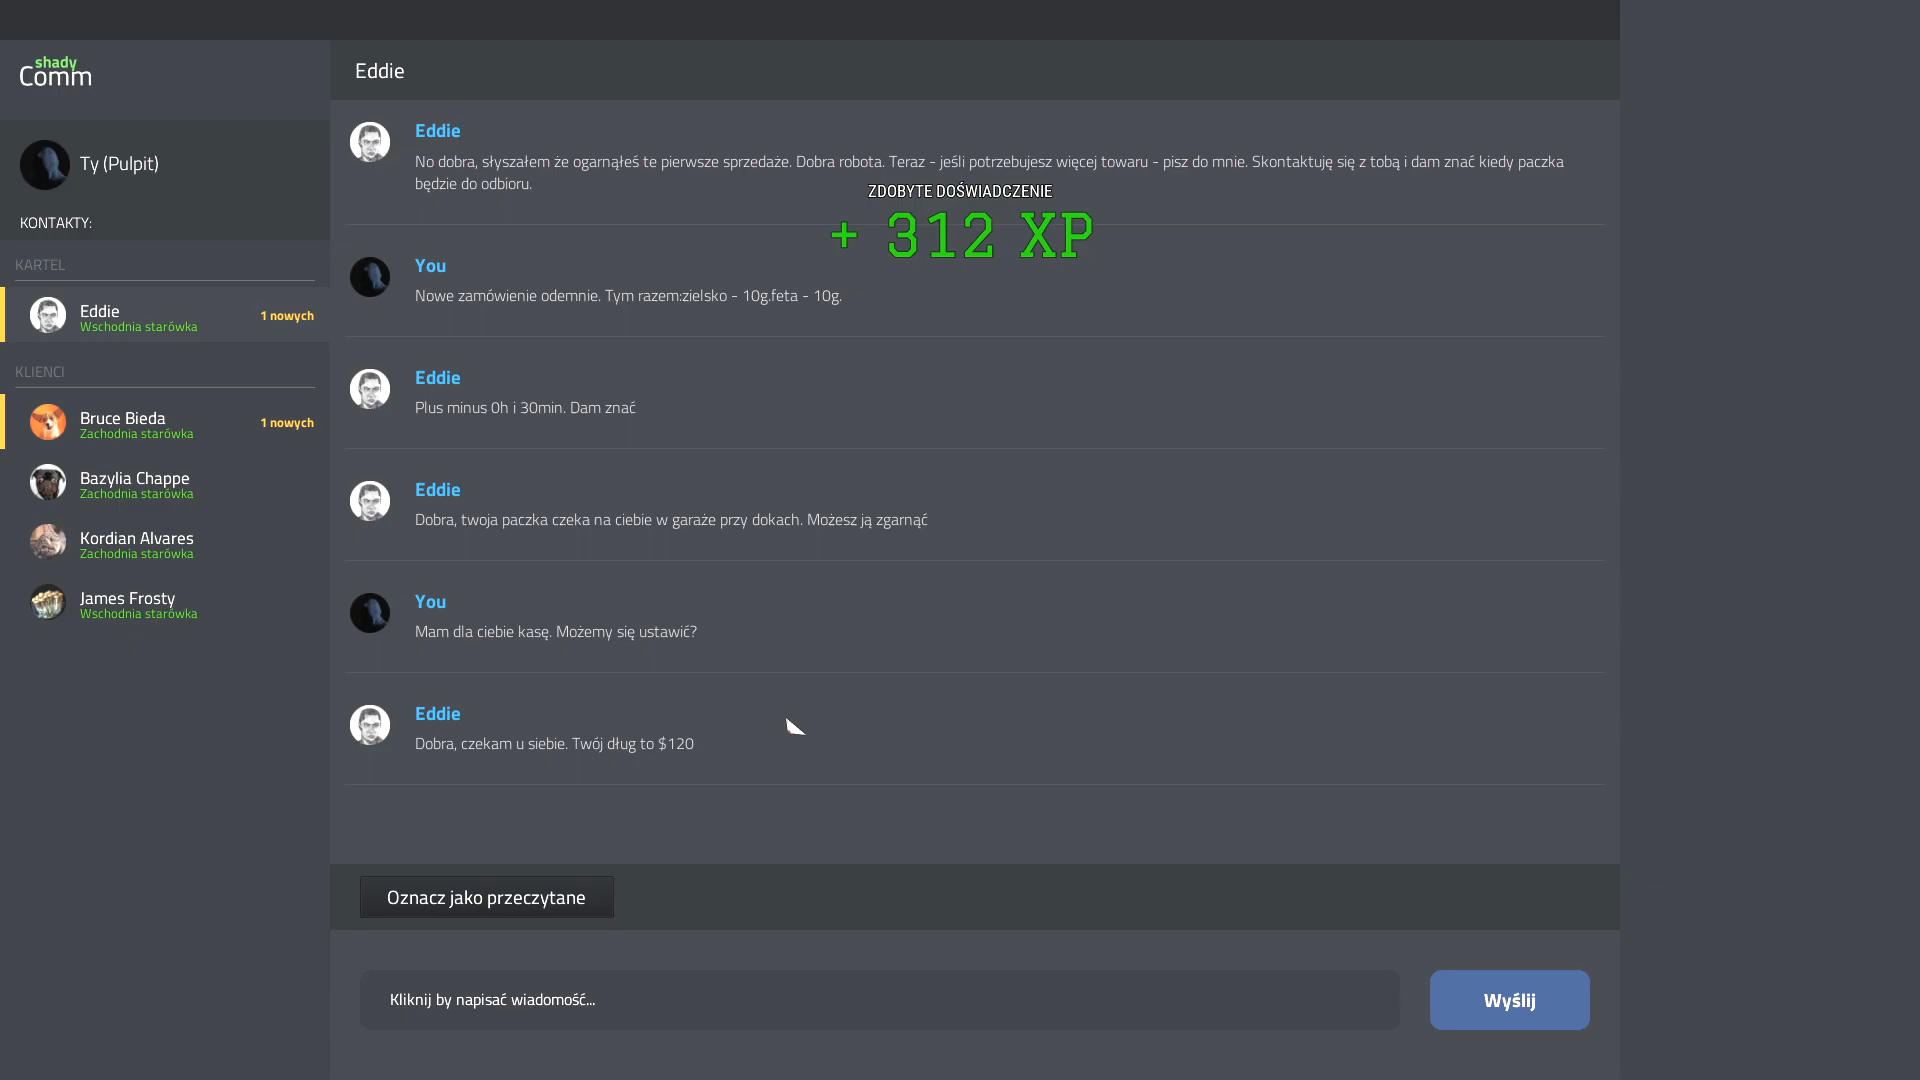 shady
Comm
Ty (Pulpit)
KONTAKTY:
KARTEL
Eddie
Wschodnia starówka
1 nowych
KLIENCI
Bruce Bieda
Zachodnia starówka
1 nowych
Bazylia Chappe
Zachodnia starówka
Kordian Alvares
Zachodnia starówka
James Frosty
Wschodnia starówka
Eddie
Eddie
No dobra, słyszałem że ogarnąłeś te pierwsze sprzedaże. Dobra robota. Teraz - jeśli potrzebujesz więcej towaru - pisz do mnie. Skontaktuję się z tobą i dam znać kiedy paczka
będzie do odbioru.
ZDOBYTE DOŚWIADCZENIE
+ 312 XP
You
Nowe zamówienie odemnie. Tym razem:zielsko - 10g.feta - 10g.
Eddie
Plus minus 0h i 30min. Dam znać
Eddie
Dobra, twoja paczka czeka na ciebie w garaże przy dokach. Możesz ją zgarnąć
You
Mam dla ciebie kasę. Możemy się ustawić?
Eddie
Dobra, czekam u siebie. Twój dług to $120
Oznacz jako przeczytane
Kliknij by napisać wiadomość...
Wyślij